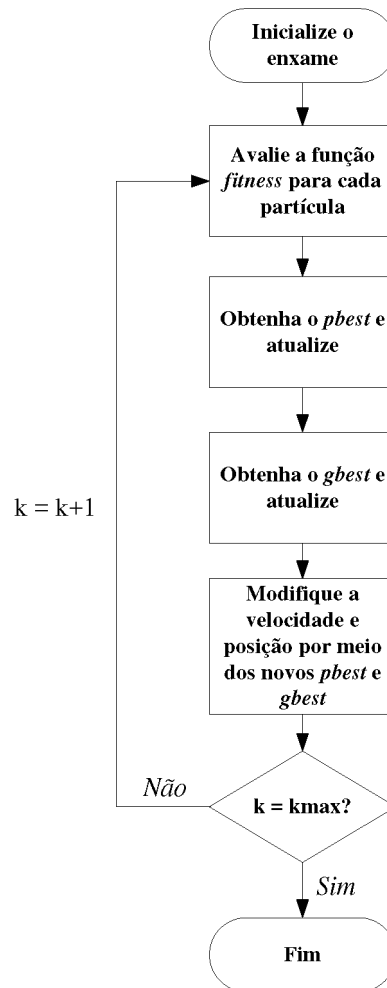 Inicialize o
enxame
Avalie a função
fitness para cada
partícula
Obtenha o pbest e
atualize
Obtenha o gbest e
atualize
k = k+1
Modifique a
velocidade e
posição por meio
dos novos pbest e
gbest
k = kmax?
Não
Sim
Fim